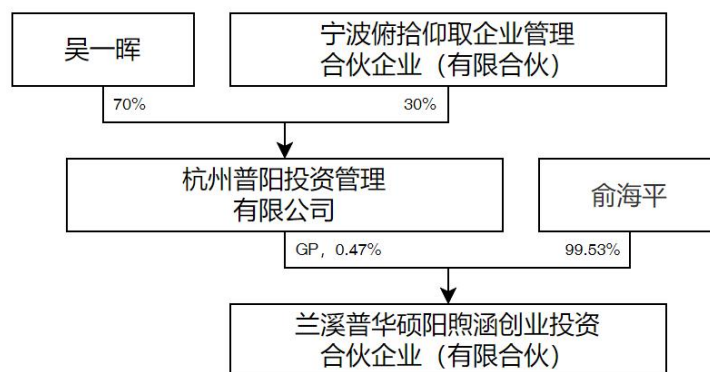 吴一晖
宁波俯拾仰取企业管理
合伙企业（有限合伙）
70%
30%
杭州普阳投资管理
有限公司
俞海平
GP，0.47%
99.53%
兰溪普华硕阳煦涵创业投资
合伙企业（有限合伙）